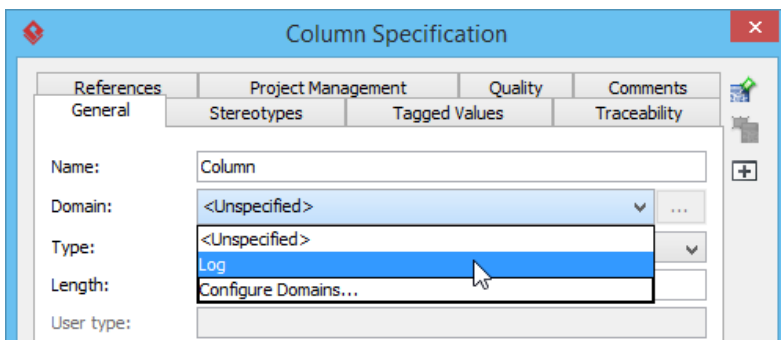 Column Specification
References Project Management Quality Comments
General Stereotypes Tagged Values Traceability
Name: Column
Domain: <Unspecified> ...
<Unspecified>
Type:
Log
Length:
Configure Domains...
User type: